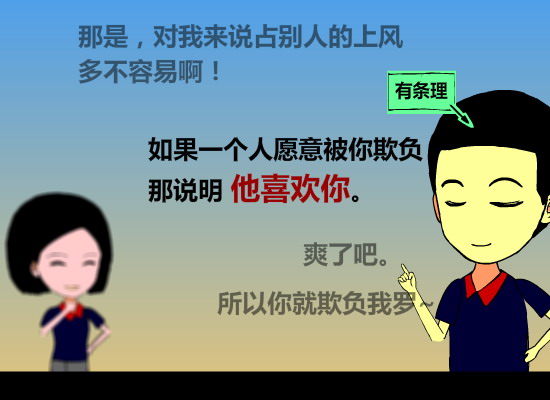 那是，对我来说占别人的上风
多不容易啊！
有条理
如果一个人愿意被你欺负
那说明 他喜欢你。
爽了吧。
所以你就欺负我罗~